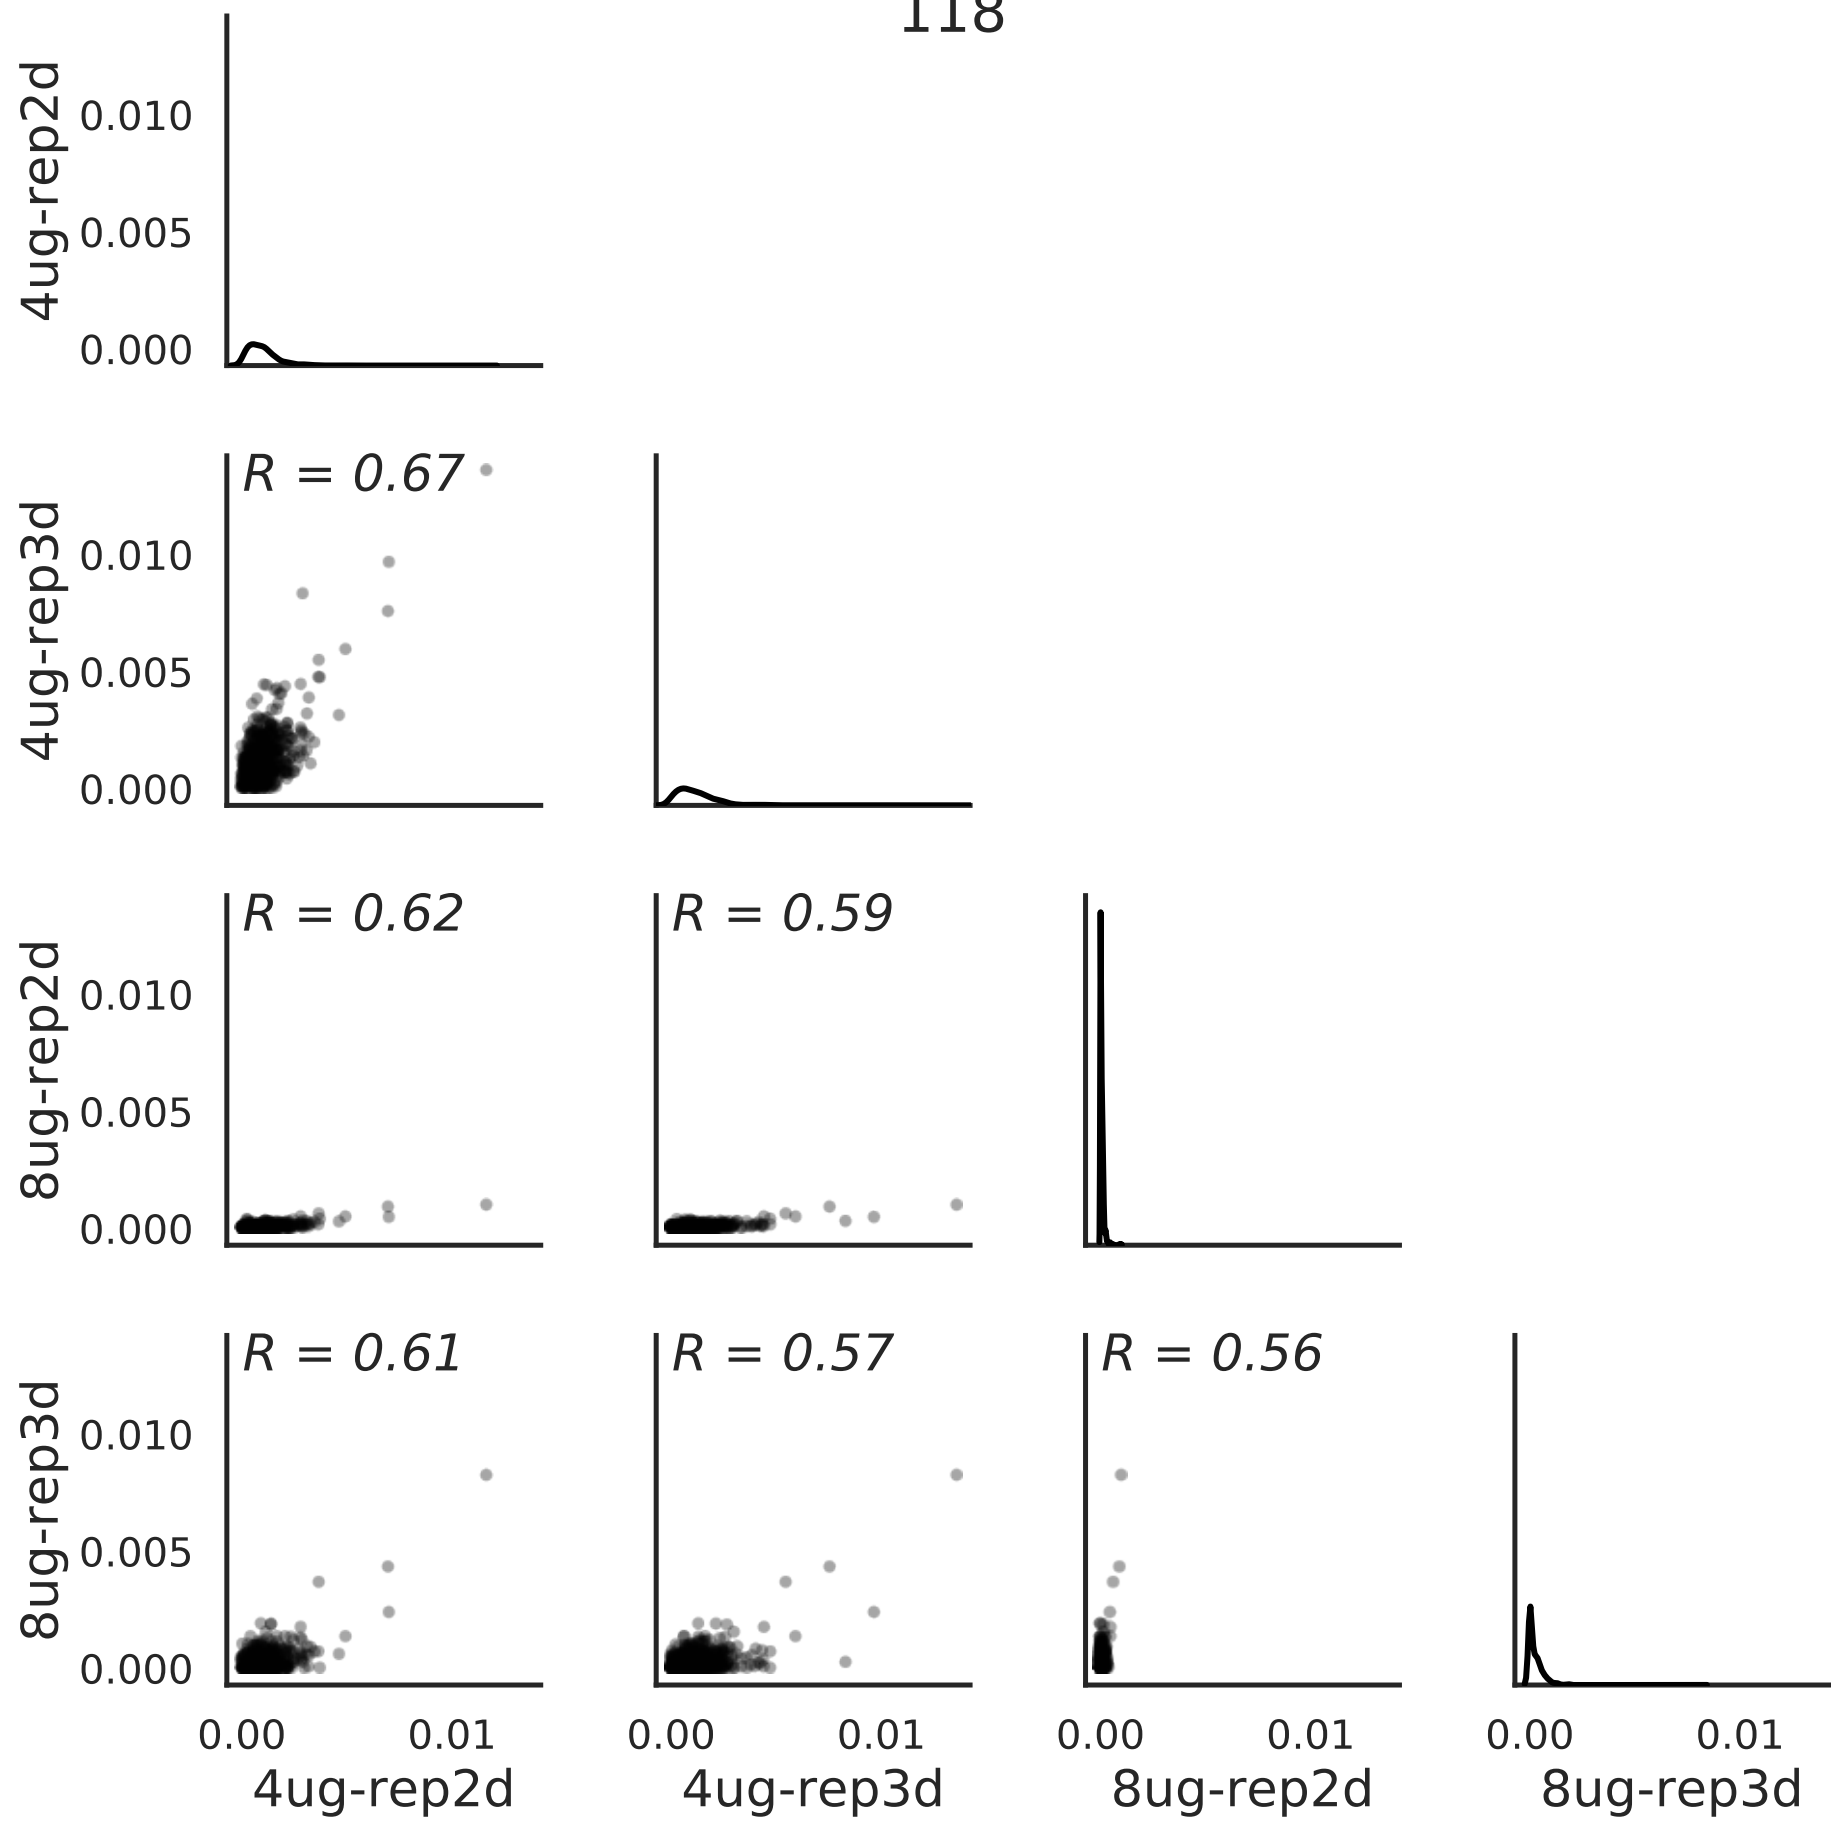 118
4ug-rep2d
0.010
0.005
0.000
4ug-rep3d
0.010
0.005
0.000
R = 0.67
8ug-rep2d
0.010
0.005
0.000
R = 0.62
R = 0.59
8ug-rep3d
0.010
0.005
0.000
R = 0.61
R = 0.57
R = 0.56
0.00 0.01 0.00 0.01 0.00 0.01 0.00 0.01
4ug-rep2d 4ug-rep3d 8ug-rep2d 8ug-rep3d